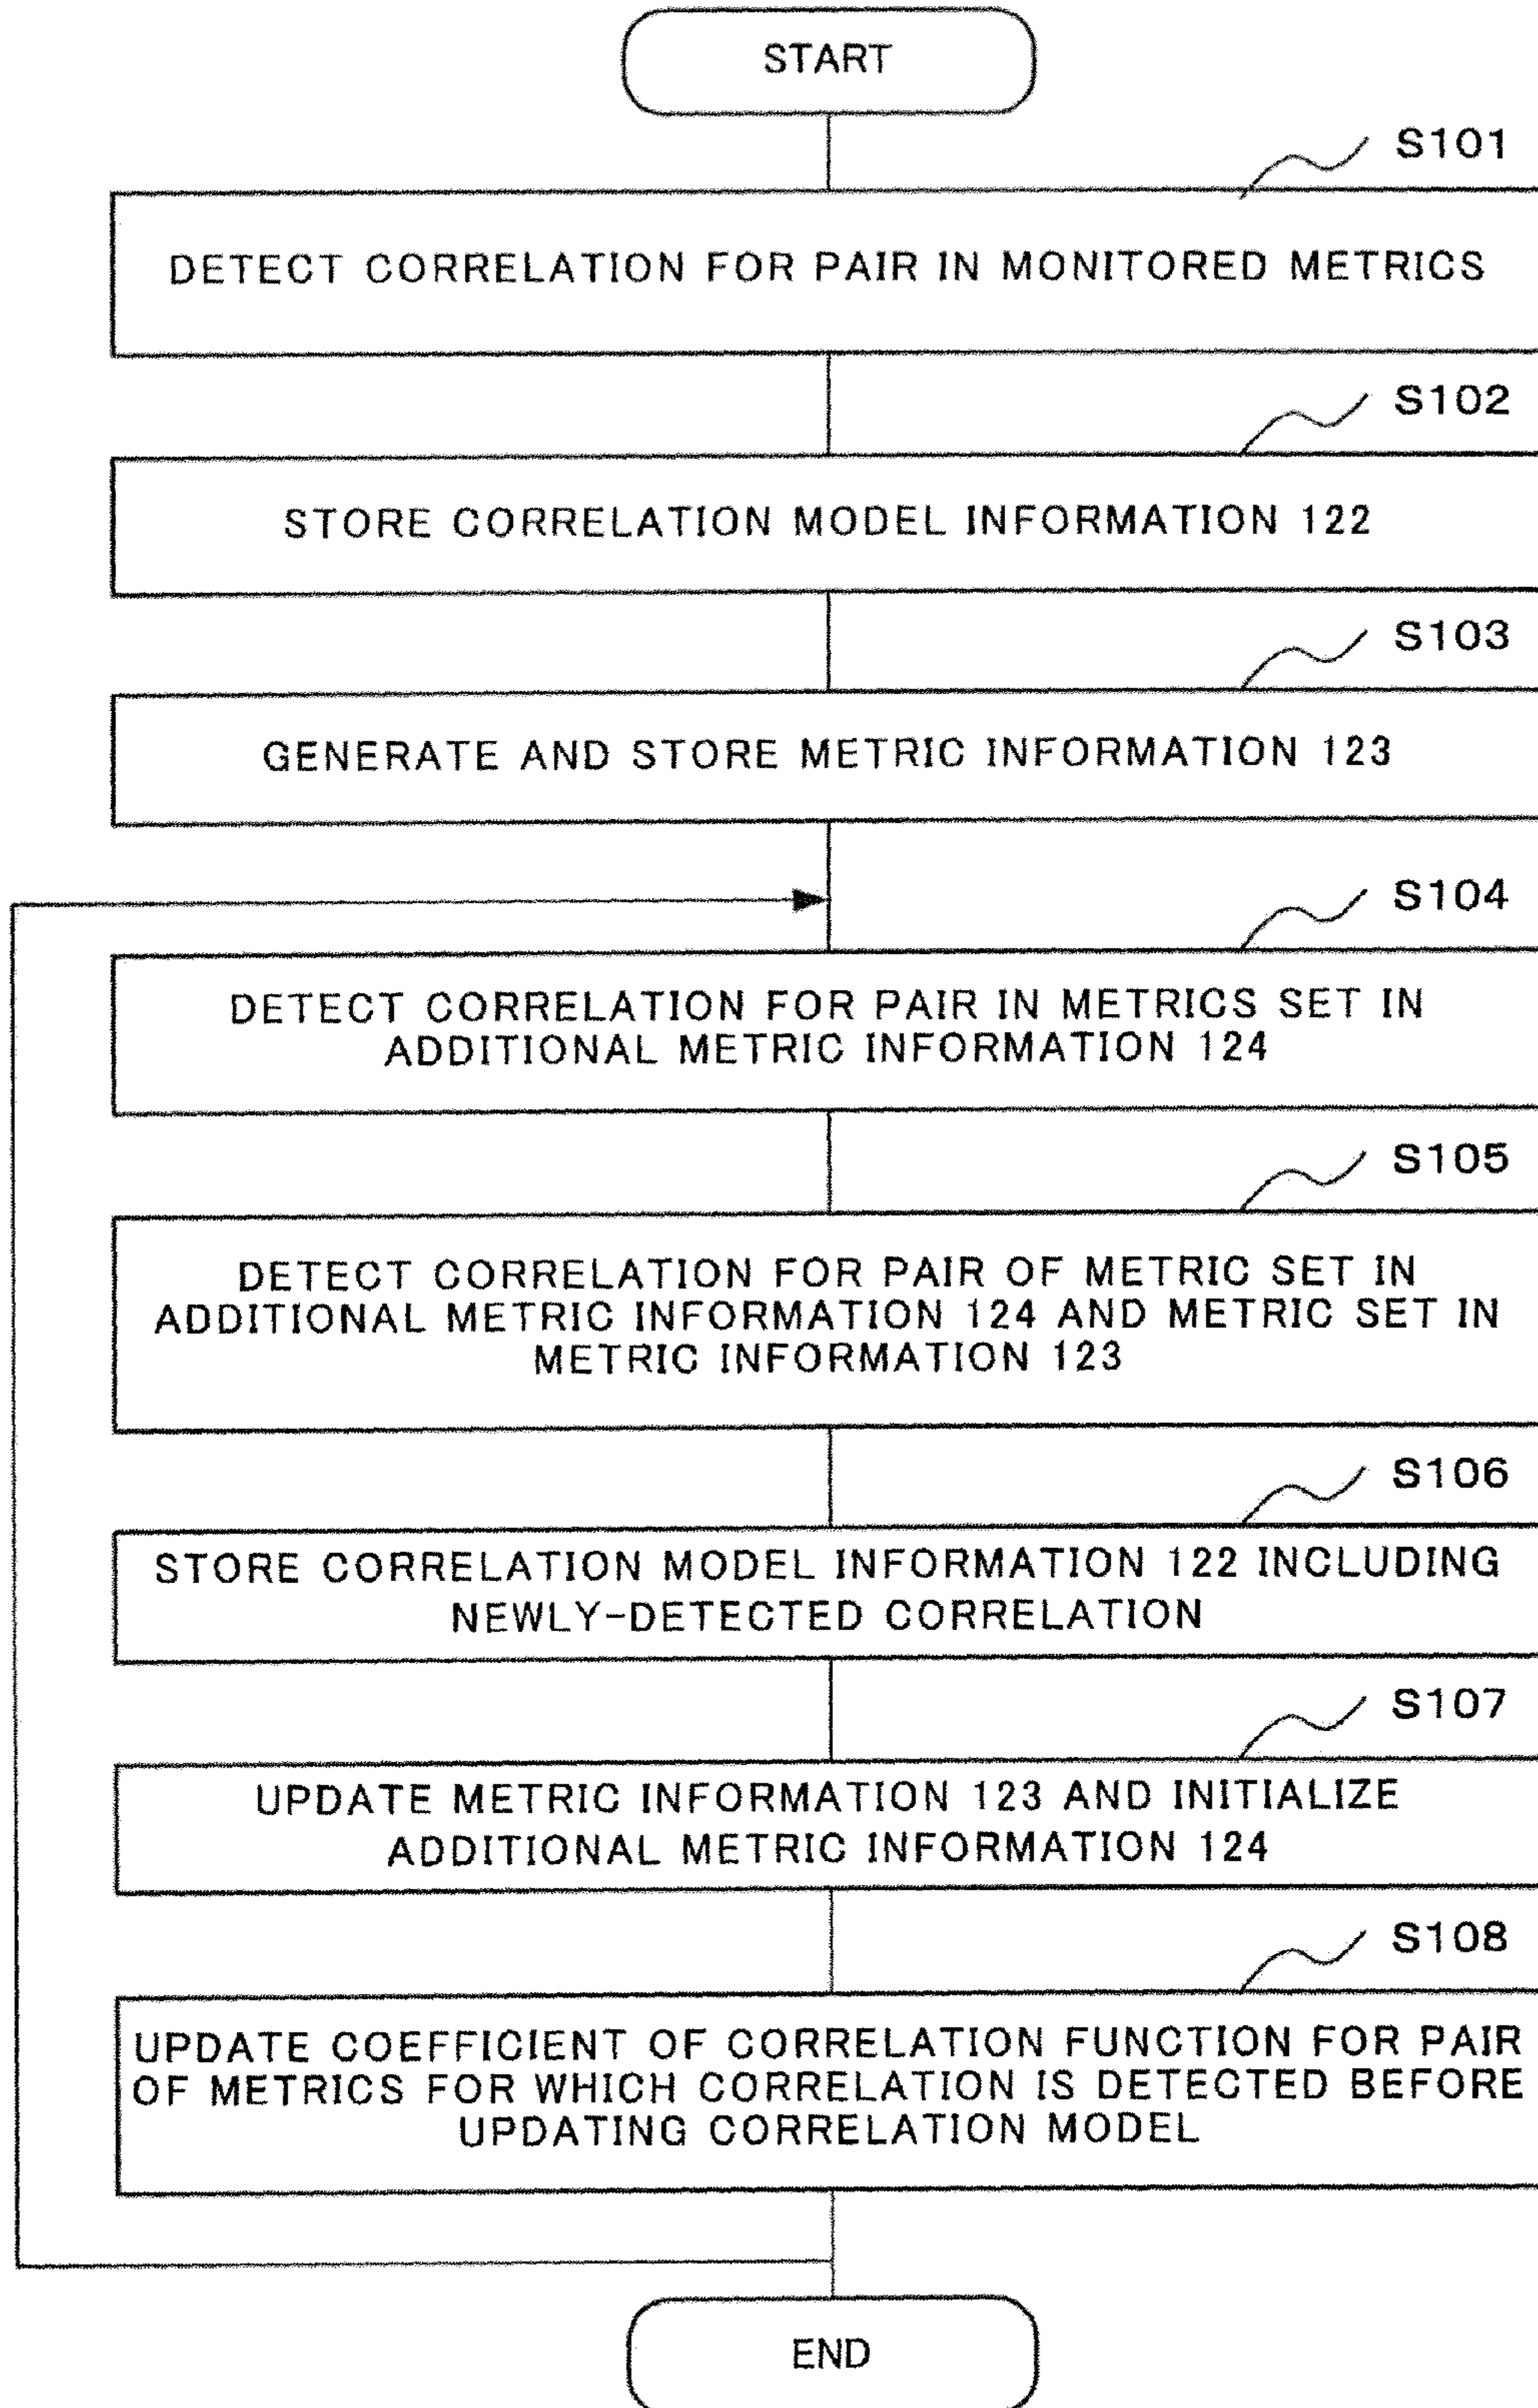 START
S101
DETECT CORRELATION FOR PAIR IN MONITORED METRICS
S102
STORE CORRELATION MODEL INFORMATION 122
S103
GENERATE AND STORE METRIC INFORMATION 123
S104
DETECT CORRELATION FOR PAIR IN METRICS SET IN
ADDITIONAL METRIC INFORMATION 124
S105
DETECT CORRELATION FOR PAIR OF METRIC SET IN
ADDITIONAL METRIC INFORMATION 124 AND METRIC SET IN
METRIC INFORMATION 123
S106
STORE CORRELATION MODEL INFORMATION 122 INCLUDING
NEWLY-DETECTED CORRELATION
S107
UPDATE METRIC INFORMATION 123 AND INITIALIZE
ADDITIONAL METRIC INFORMATION 124
S108
UPDATE COEFFICIENT OF CORRELATION FUNCTION FOR PAIR
OF METRICS FOR WHICH CORRELATION IS DETECTED BEFORE
UPDATING CORRELATION MODEL
END